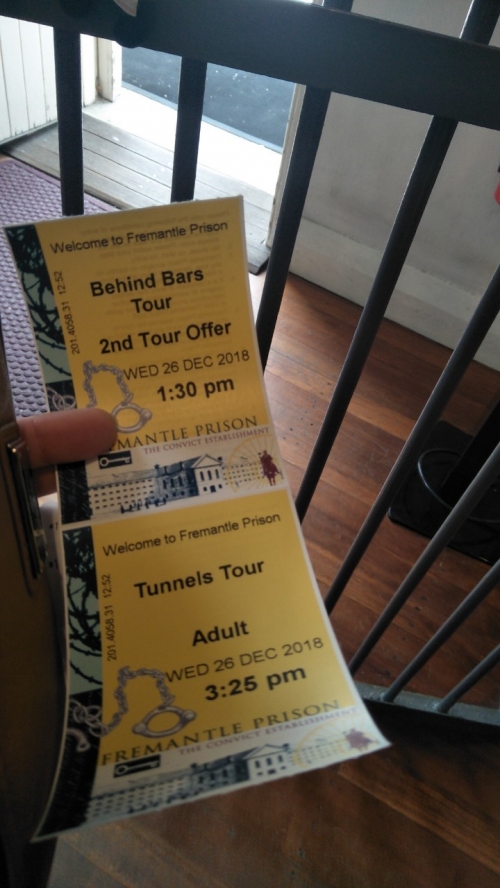 Welcome to Fremantle Prison
Behind Bars
Tour
2nd Tour Offer
WED 26 DEC 2018
1:30 pm
201.4058.31 12:52
MANTLE PRISON
THE CONVICT ESTABLISHMENT
Welcome to Fremantle Prison
Tunnels Tour
Adult
WED 26 DEC 2018
3:25 pm
201.4058.31 12:52
FREMANTLE PRISON
THE CONVICT ESTABLISHMENT